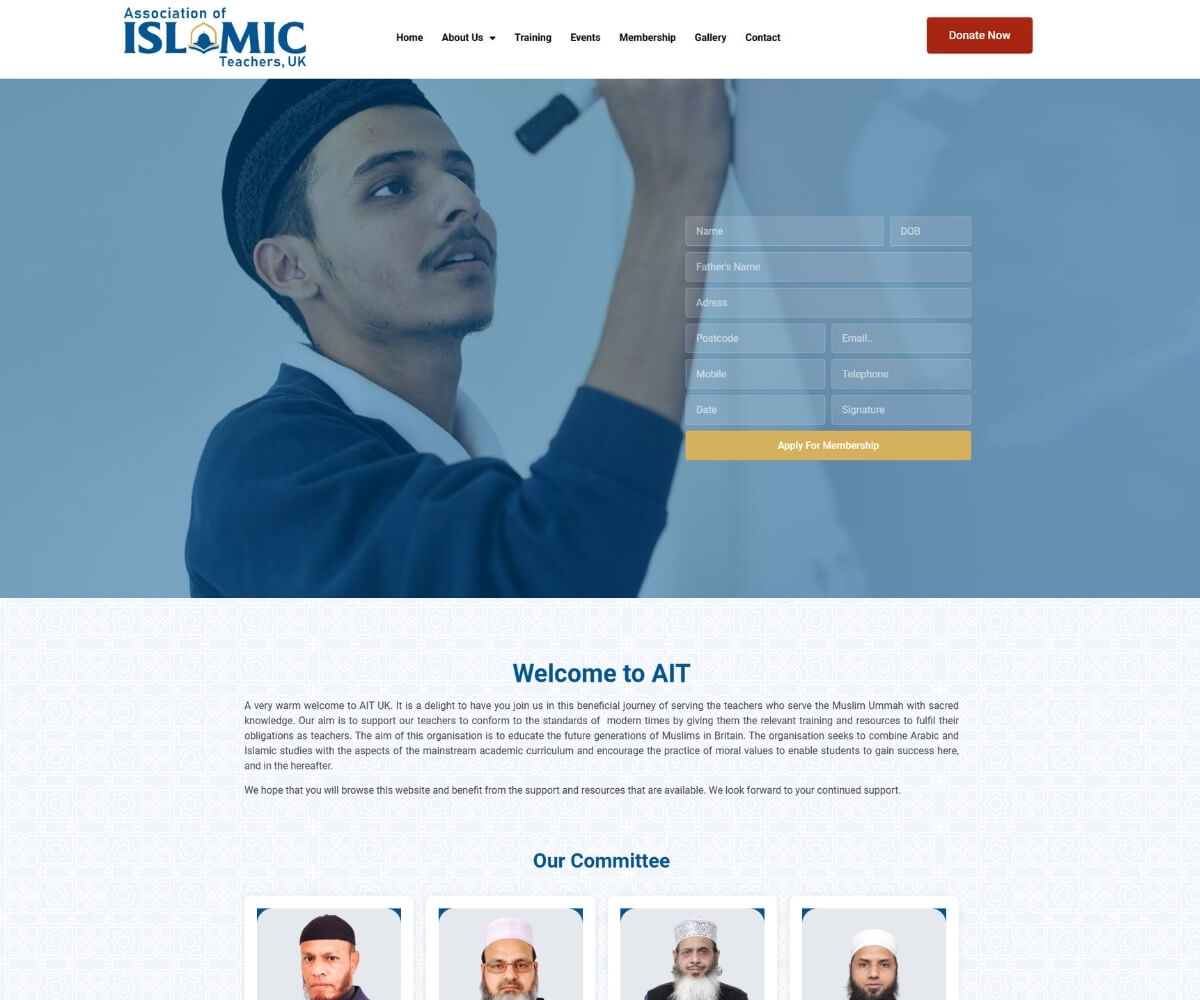 Association of
ISLAMIC
Teachers, UK
Home About Us Training Events Membership Gallery Contact
Donate Now
Name DOB
Father's Name
Adress
Postcode Email..
Mobile Telephone
Date Signature
Apply For Membership
Welcome to AIT
A very warm welcome to AIT UK. It is a delight to have you join us in this beneficial journey of serving the teachers who serve the Muslim Ummah with sacred
knowledge. Our aim is to support our teachers to conform to the standards of modern times by giving them the relevant training and resources to fulfil their
obligations as teachers. The aim of this organisation is to educate the future generations of Muslims in Britain. The organisation seeks to combine Arabic and
Islamic studies with the aspects of the mainstream academic curriculum and encourage the practice of moral values to enable students to gain success here,
and in the hereafter.
We hope that you will browse this website and benefit from the support and resources that are available. We look forward to your continued support.
Our Committee